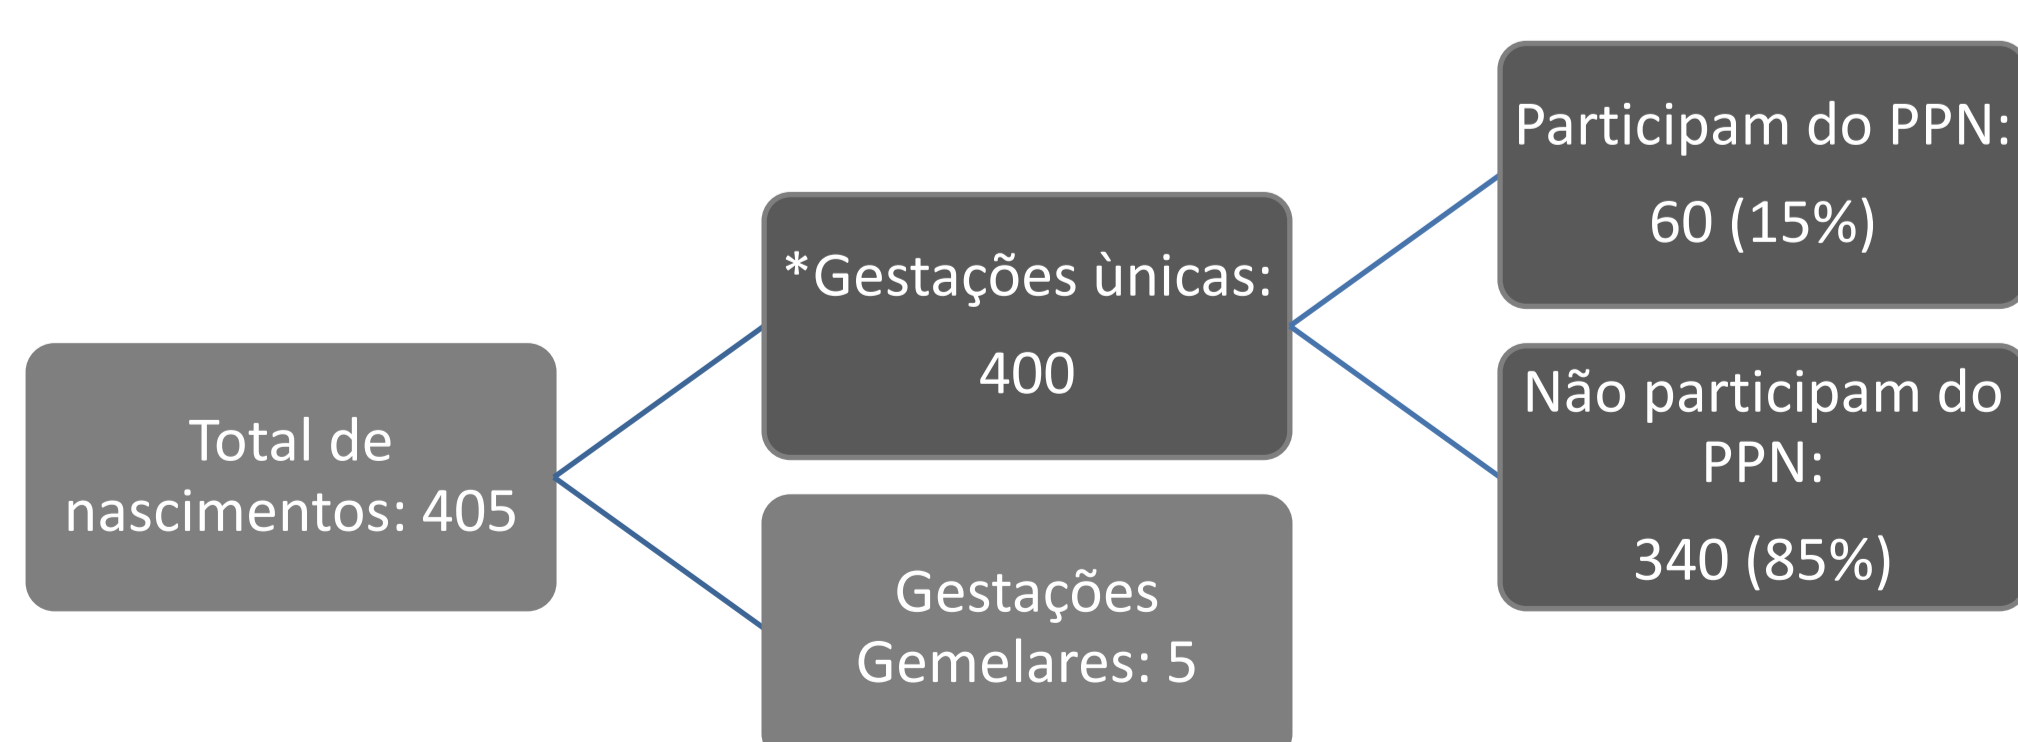 Total de
nascimentos: 405
*Gestações ùnicas:
400
Gestações
Gemelares: 5
Participam do PPN:
60 (15%)
Não participam do
PPN:
340 (85%)